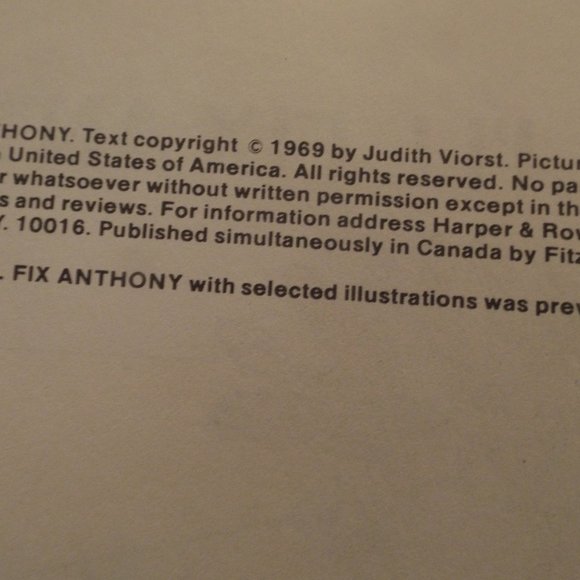 HONY. Text copyright © 1969 by Judith Viorst. Pictur
United States of America. All rights reserved. No pa
r whatsoever without written permission except in th
s and reviews. For information address Harper & Row
Y. 10016. Published simultaneously in Canada by Fitz
. FIX ANTHONY with selected illustrations was prev